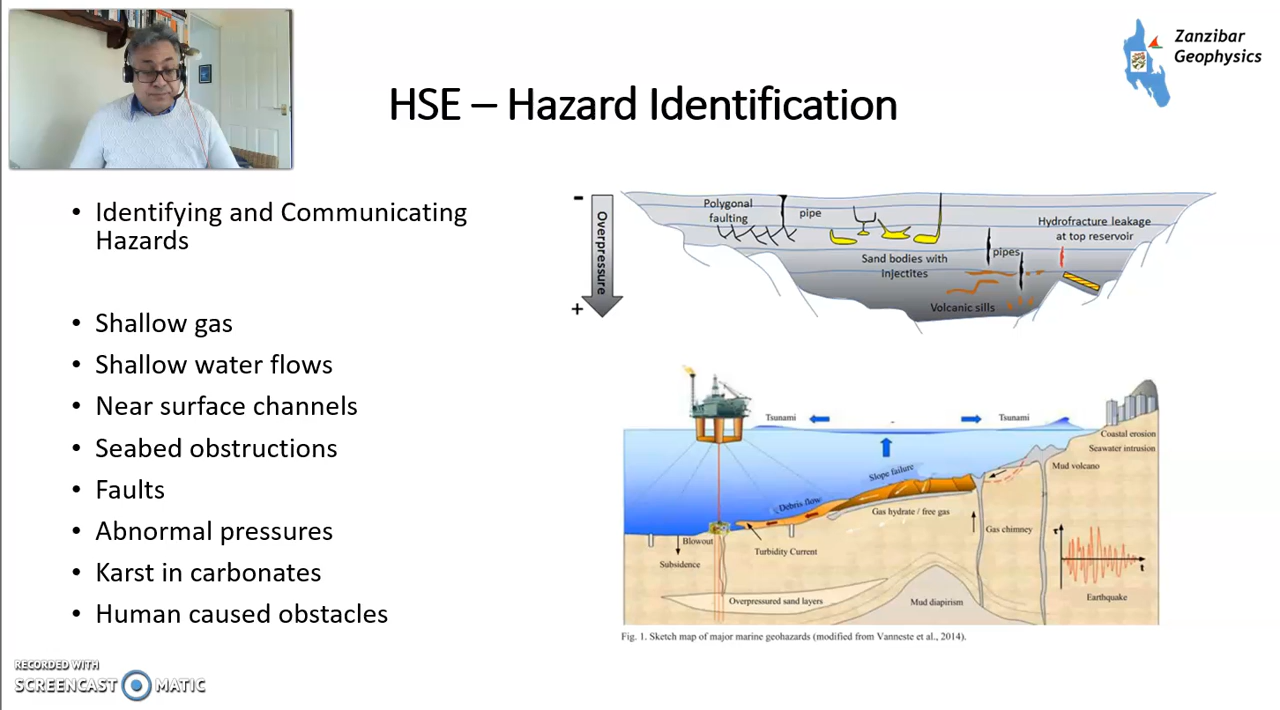 Zanzibar
Geophysics
HSE – Hazard Identification
• Identifying and Communicating
Hazards
• Shallow gas
• Shallow water flows
• Near surface channels
• Seabed obstructions
• Faults
• Abnormal pressures
• Karst in carbonates
• Human caused obstacles
-
Overpressure
+
Polygonal
faulting
pipe
Sand bodies with
injectites
pipes
Hydrofracture leakage
at top reservoir
Volcanic sills
Tsunami
Tsunami
Coastal erosion
Seawater intrusion
Mud volcano
Slope failure
Debris flow
Gas hydrate / free gas
Gas chimney
Blowout
Turbidity Current
Subsidence
τ
t
Earthquake
Overpressured sand layers
Mud diapirism
Fig. 1. Sketch map of major marine geohazards (modified from Vanneste et al., 2014).
RECORDED WITH
SCREENCAST MATIC